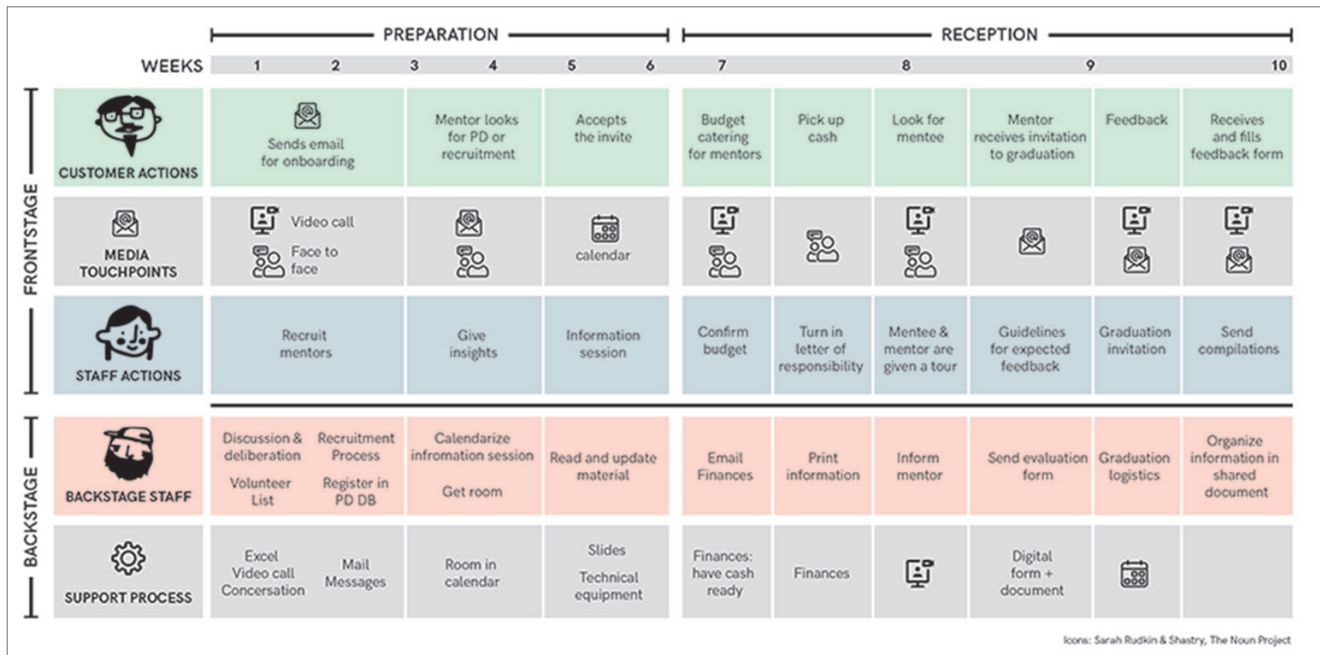 PREPARATION
RECEPTION
WEEKS
1
2
3
4
5
6
7
8
9
10
FRONTSTAGE
CUSTOMER ACTIONS
Sends email
for onboarding
Mentor looks
for PD or
recruitment
Accepts
the invite
Budget
catering
for mentors
Pick up
cash
Look for
mentee
Mentor
receives invitation
to graduation
Feedback
Receives
and fills
feedback form
MEDIA
TOUCHPOINTS
Video call
Face to
face
calendar
STAFF ACTIONS
Recruit
mentors
Give
insights
Information
session
Confirm
budget
Turn in
letter of
responsibility
Mentee &
mentor are
given a tour
Guidelines
for expected
feedback
Graduation
invitation
Send
compilations
BACKSTAGE
BACKSTAGE STAFF
Discussion &
deliberation
Volunteer
List
Recruitment
Process
Register in
PD DB
Calendarize
infromation session
Get room
Read and update
material
Email
Finances
Print
information
Inform
mentor
Send evaluation
form
Graduation
logistics
Organize
information in
shared
document
SUPPORT PROCESS
Excel
Video call
Concersation
Mail
Messages
Room in
calendar
Slides
Technical
equipment
Finances:
have cash
ready
Finances
Digital
form +
document
Icons: Sarah Rudkin & Shastry, The Noun Project